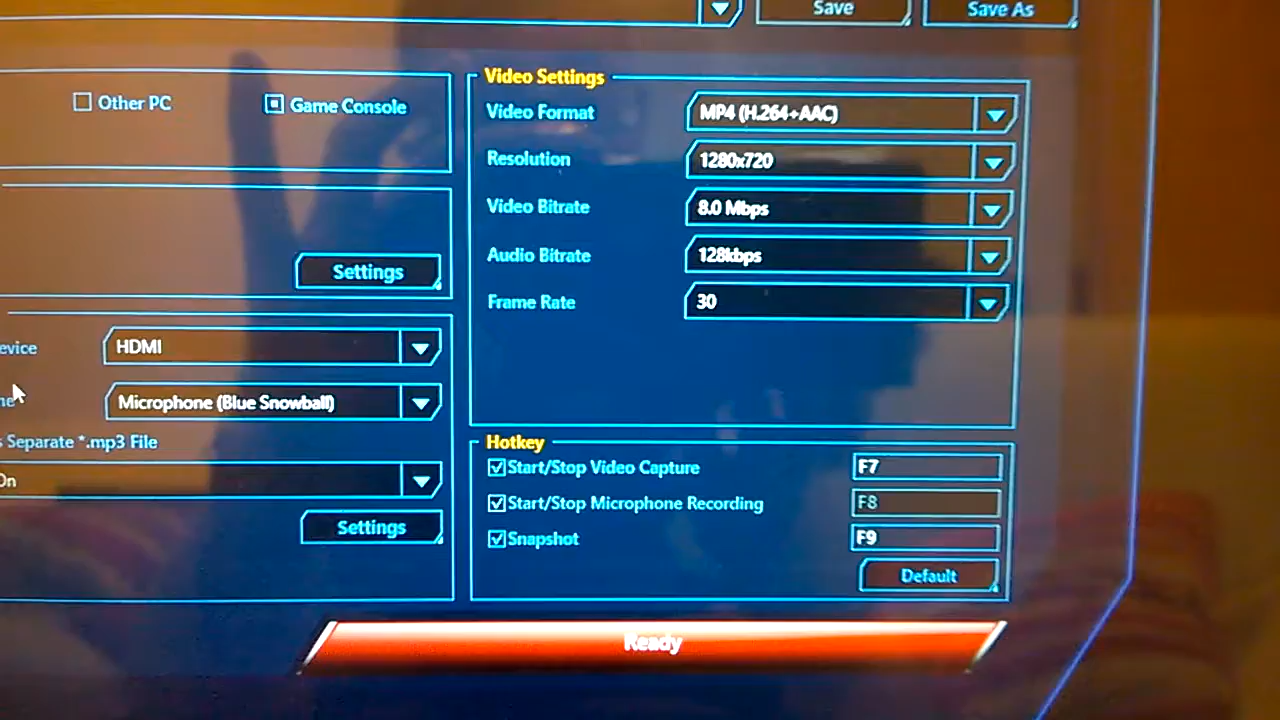 Save
Save As
Other PC
Game Console
Settings
evice
HDMI
ne
Microphone (Blue Snowball)
s Separate *.mp3 File
On
Settings
Video Settings
Video Format
MP4 (H.264+AAC)
Resolution
1280x720
Video Bitrate
8.0 Mbps
Audio Bitrate
128kbps
Frame Rate
30
Hotkey
Start/Stop Video Capture
F7
Start/Stop Microphone Recording
F8
Snapshot
F9
Default
Ready